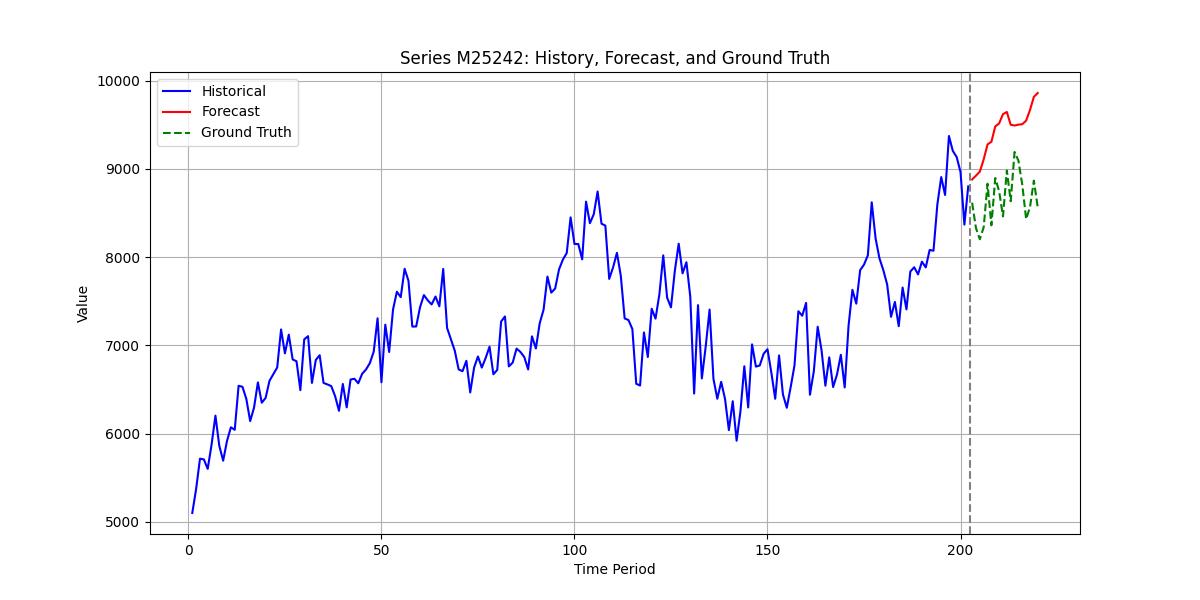 Series M25242: History, Forecast, and Ground Truth
Historical
Forecast
Ground Truth
10000
9000
8000
7000
6000
5000
Value
0 50 100 150 200
Time Period